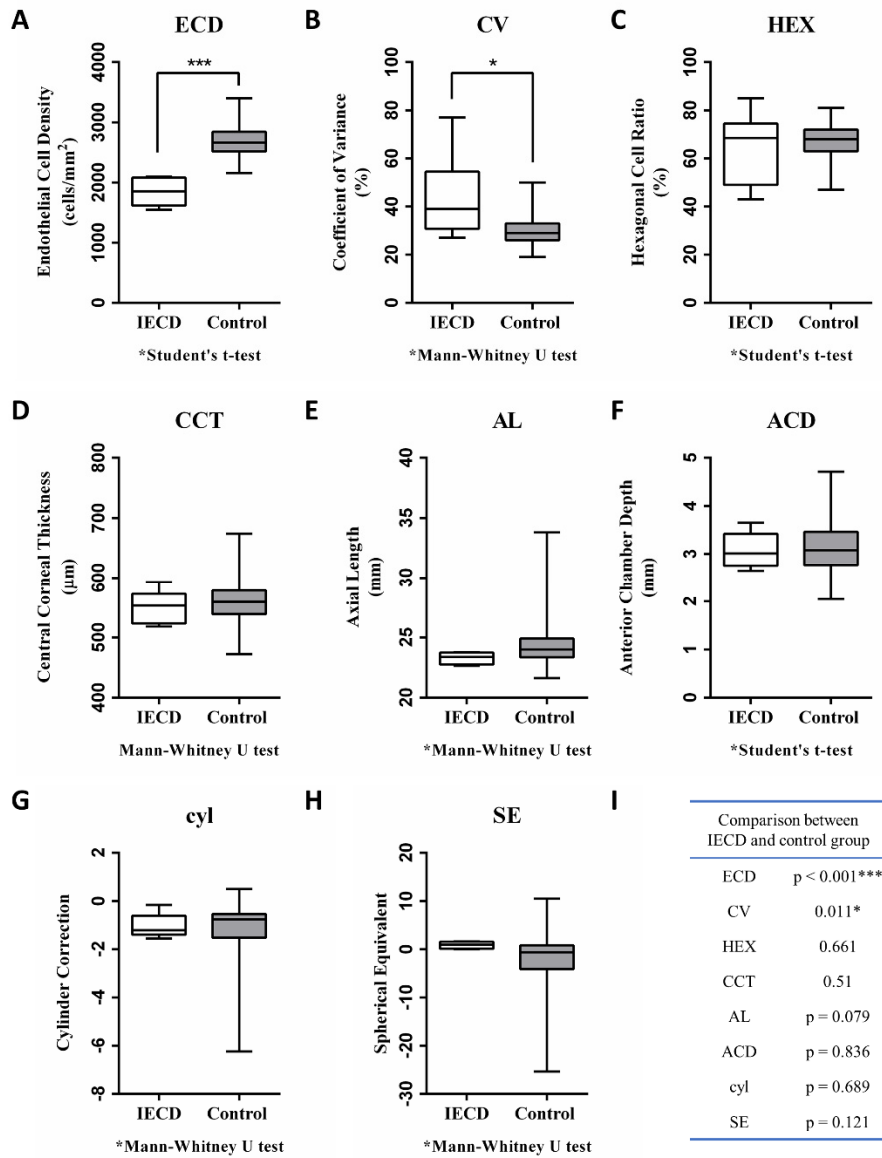 A
ECD
***
Endothelial Cell Density
(cells/mm²)
4000
3000
2000
1000
0
IECD Control
*Student's t-test
B
CV
*
Coefficient of Variance
(%)
100
80
60
40
20
0
IECD Control
*Mann-Whitney U test
C
HEX
Hexagonal Cell Ratio
(%)
100
80
60
40
20
0
IECD Control
*Student's t-test
D
CCT
Central Corneal Thickness
(μm)
800
700
600
500
400
IECD Control
Mann-Whitney U test
E
AL
Axial Length
(mm)
40
35
30
25
20
IECD Control
*Mann-Whitney U test
F
ACD
Anterior Chamber Depth
(mm)
5
4
3
2
1
0
IECD Control
*Student's t-test
G
cyl
Cylinder Correction
2
0
-2
-4
-6
-8
IECD Control
*Mann-Whitney U test
H
SE
Spherical Equivalent
20
10
0
-10
-20
-30
IECD Control
*Mann-Whitney U test
I
Comparison between
IECD and control group
ECD p < 0.001***
CV 0.011*
HEX 0.661
CCT 0.51
AL p = 0.079
ACD p = 0.836
cyl p = 0.689
SE p = 0.121